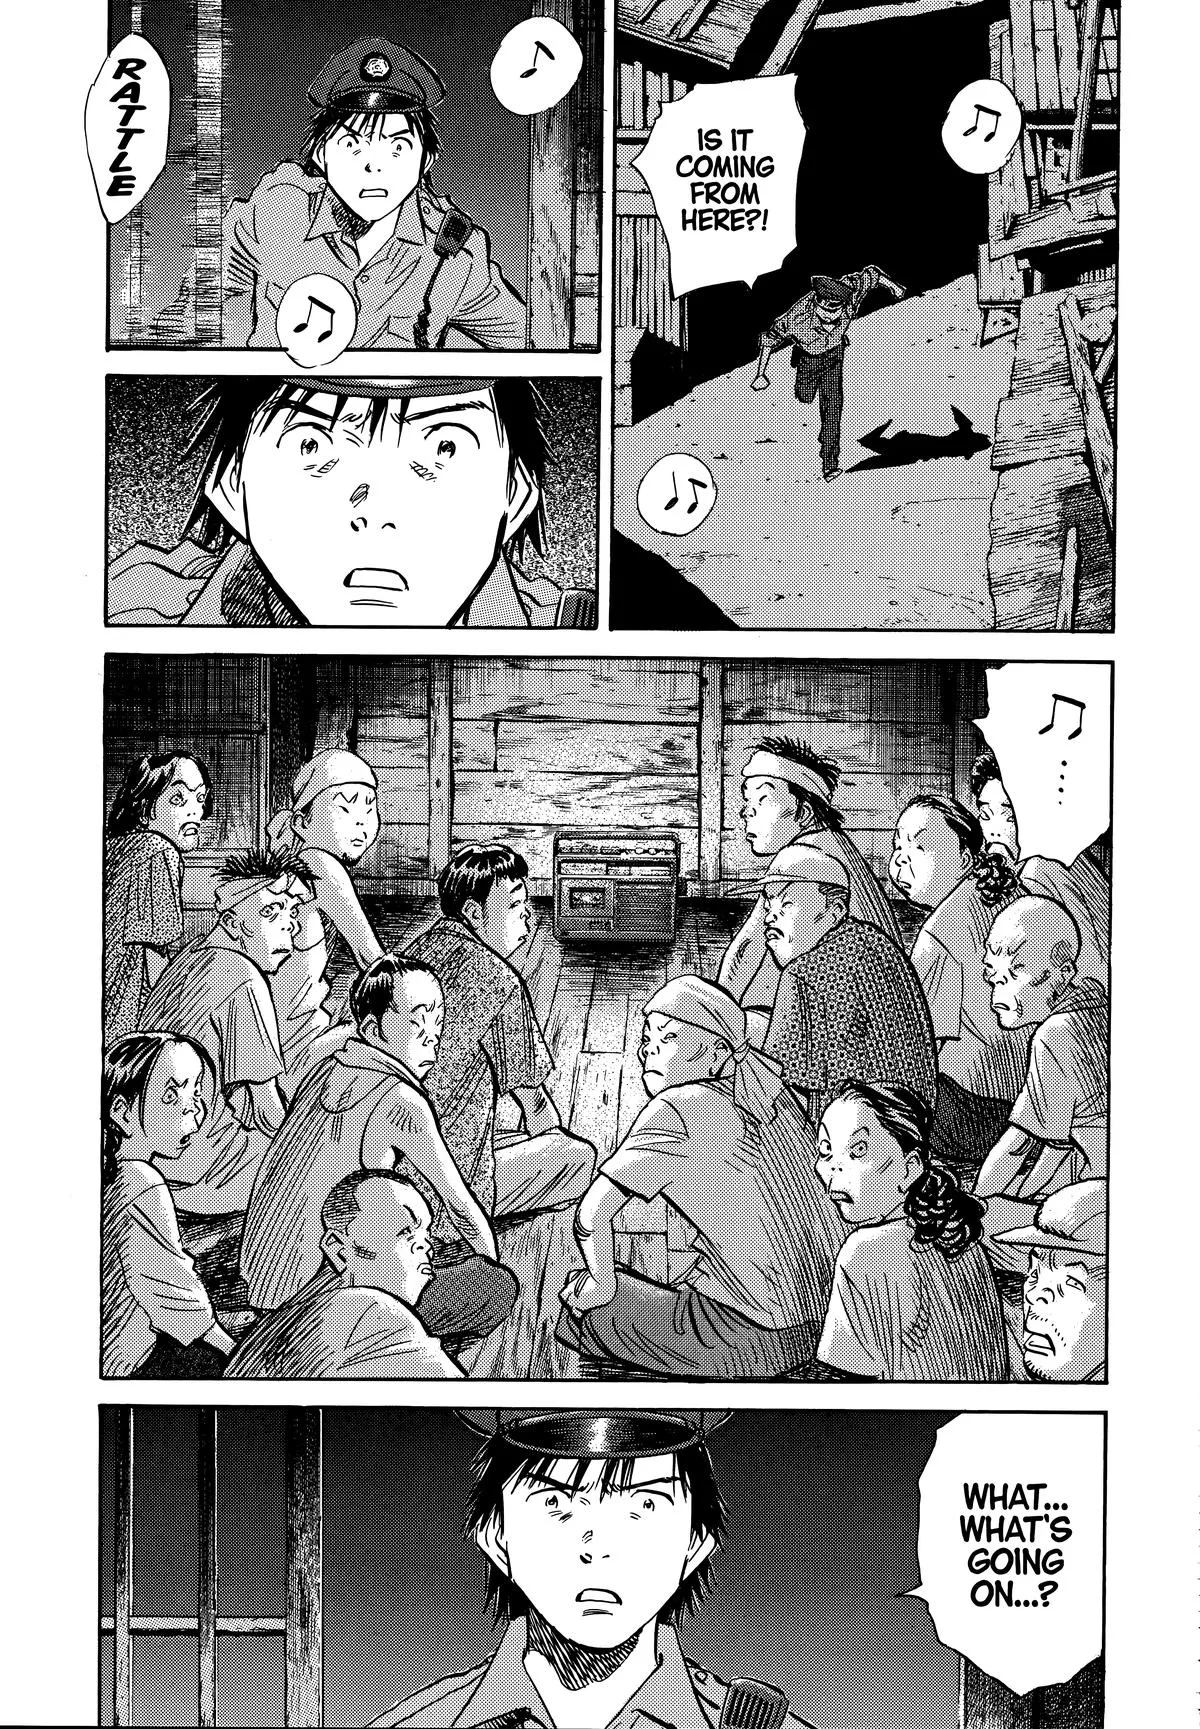 IS IT
COMING
FROM
HERE?!
RATTLE
WHAT...
WHAT'S
GOING
ON...?